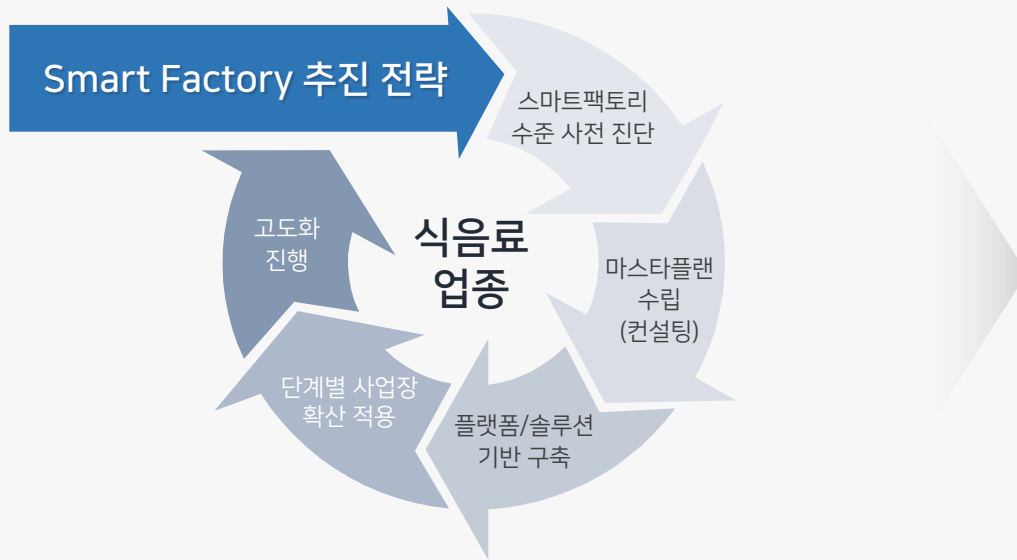 Smart Factory 추진 전략
스마트팩토리
수준 사전 진단
마스타플랜
수립
(컨설팅)
플랫폼/솔루션
기반 구축
단계별 사업장
확산 적용
고도화
진행
식음료
업종